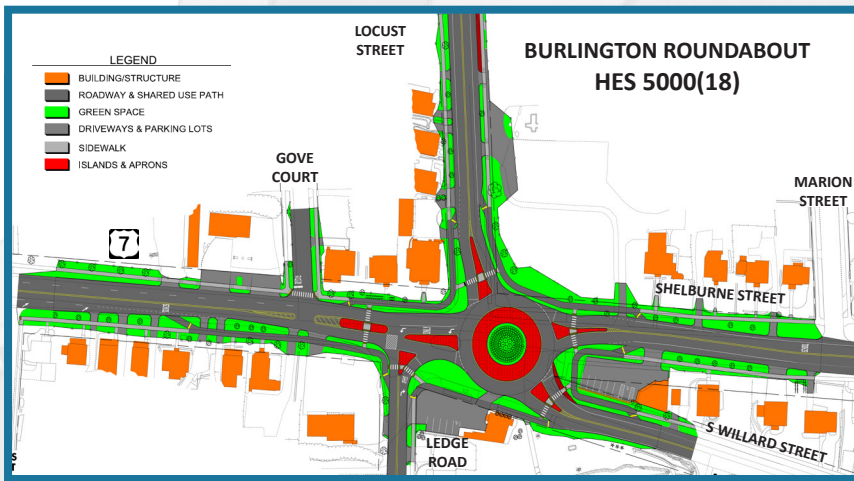 BURLINGTON ROUNDABOUT
HES 5000(18)
LEGEND
BUILDING/STRUCTURE
ROADWAY & SHARED USE PATH
GREEN SPACE
DRIVEWAYS & PARKING LOTS
SIDEWALK
ISLANDS & APRONS
LOCUST
STREET
GOVE
COURT
MARION
STREET
7
SHELBURNE STREET
S WILLARD STREET
LEDGE
ROAD